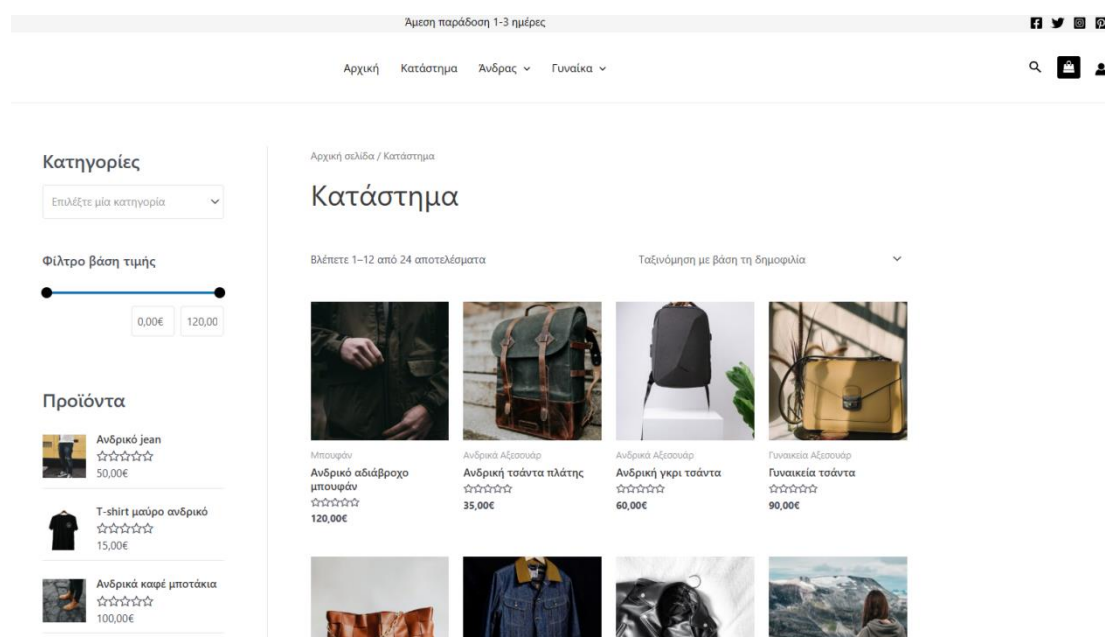 Άμεση παράδοση 1-3 ημέρες
Αρχική Κατάστημα Άνδρας Γυναίκα
Κατηγορίες
Επιλέξτε μία κατηγορία
Φίλτρο βάση τιμής
0,00€ 120,00
Προϊόντα
Ανδρικό jean
50,00€
T-shirt μαύρο ανδρικό
15,00€
Ανδρικά καφέ μποτάκια
100,00€
Αρχική σελίδα / Κατάστημα
Κατάστημα
Βλέπετε 1–12 από 24 αποτελέσματα
Ταξινόμηση με βάση τη δημοφιλία
Μπουφάν
Ανδρικό αδιάβροχο
μπουφάν
120,00€
Ανδρικά Αξεσουάρ
Ανδρική τσάντα πλάτης
35,00€
Ανδρικά Αξεσουάρ
Ανδρική γκρι τσάντα
60,00€
Γυναικεία Αξεσουάρ
Γυναικεία τσάντα
90,00€